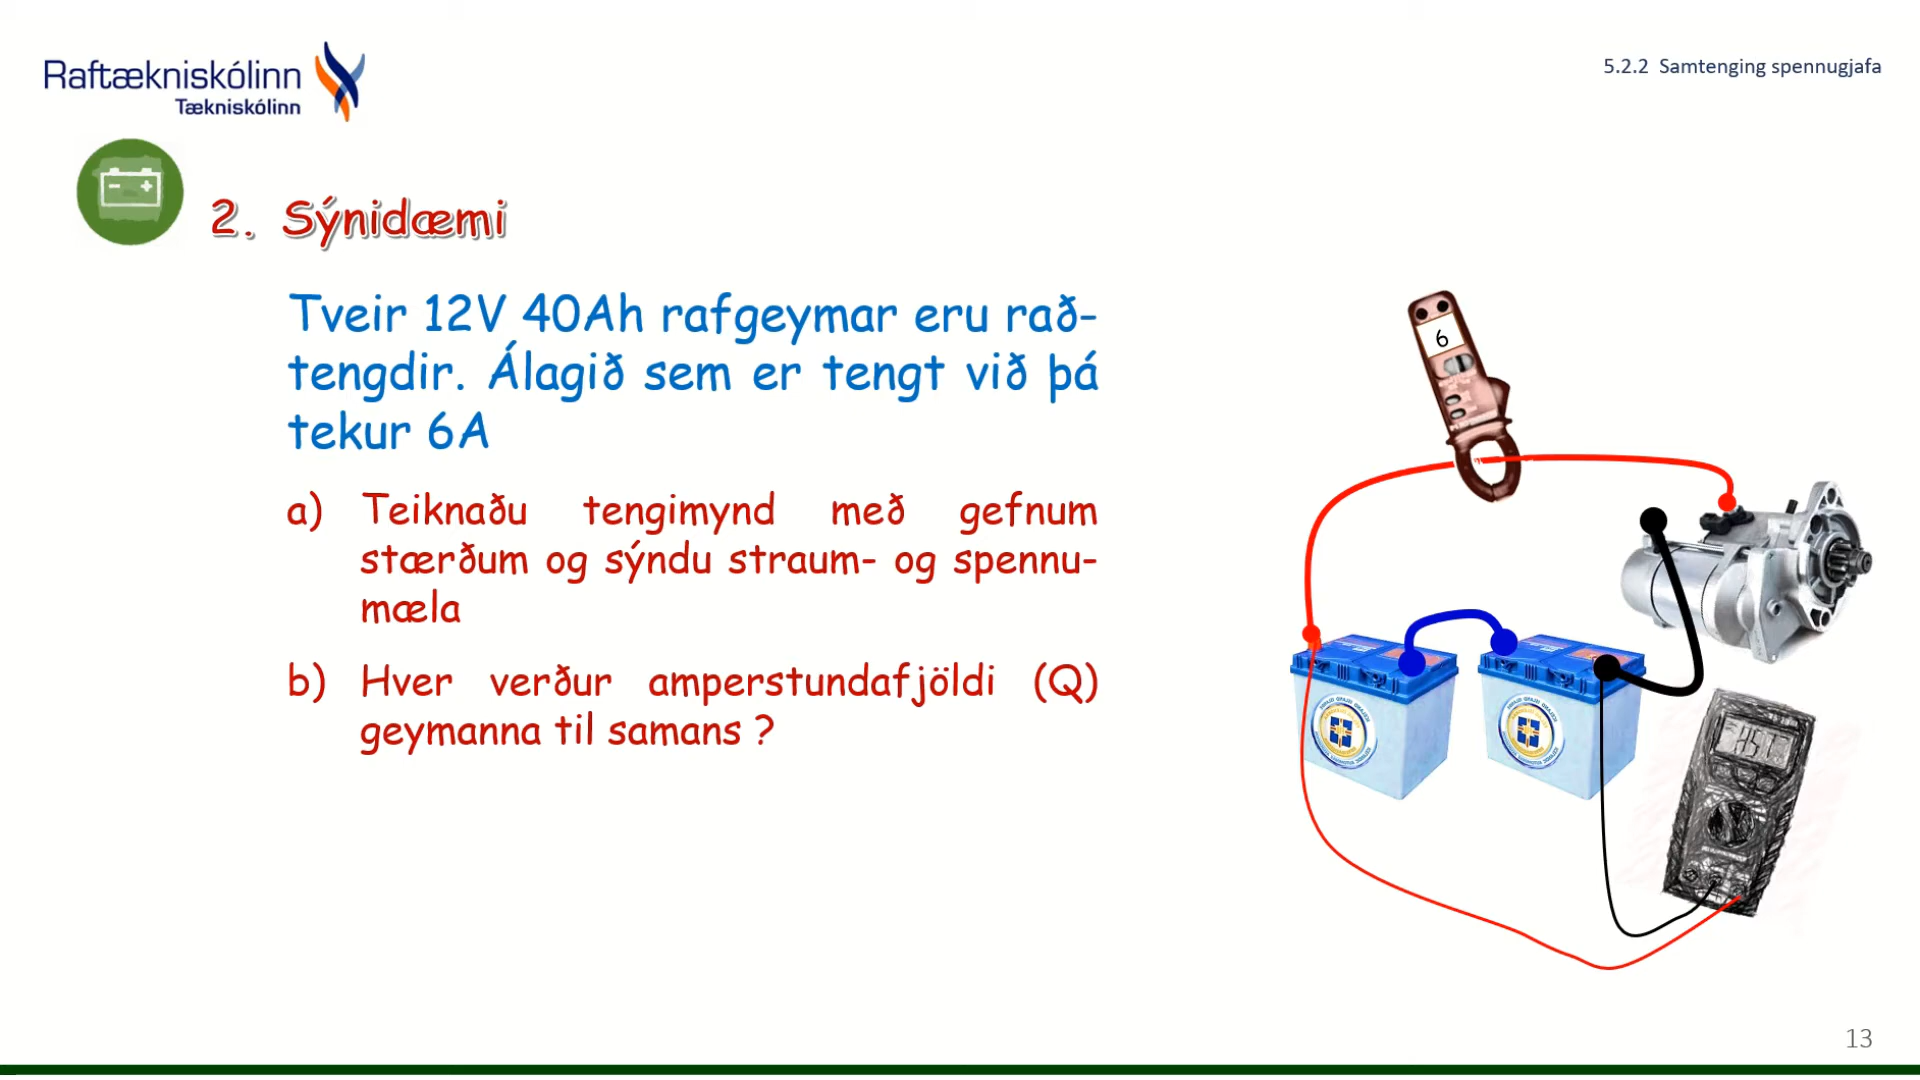 Raftækniskólinn
Tækniskólinn
5.2.2 Samtenging spennugjafa
2. Sýnidæmi
Tveir 12V 40Ah rafgeymar eru rað-
tengdir. Álagið sem er tengt við þá
tekur 6A
a) Teiknaðu tengimynd með gefnum
stærðum og sýndu straum- og spennu-
mæla
b) Hver verður amperstundafjöldi (Q)
geymanna til samans ?
6
13